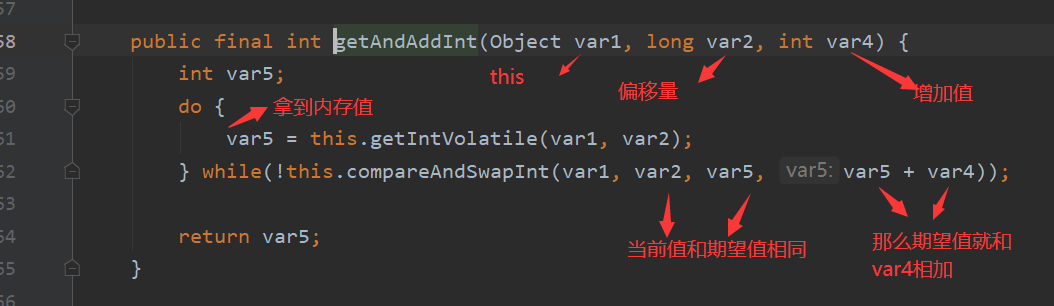 57
58 public final int getAndAddInt(Object var1, long var2, int var4) {
this 偏移量 增加值
59 int var5;
60 do { 拿到内存值
61 var5 = this.getIntVolatile(var1, var2);
62 } while(!this.compareAndSwapInt(var1, var2, var5, var5: var5 + var4));
63
当前值和期望值相同 那么期望值就和
64 return var5;
var4相加
65 }
66